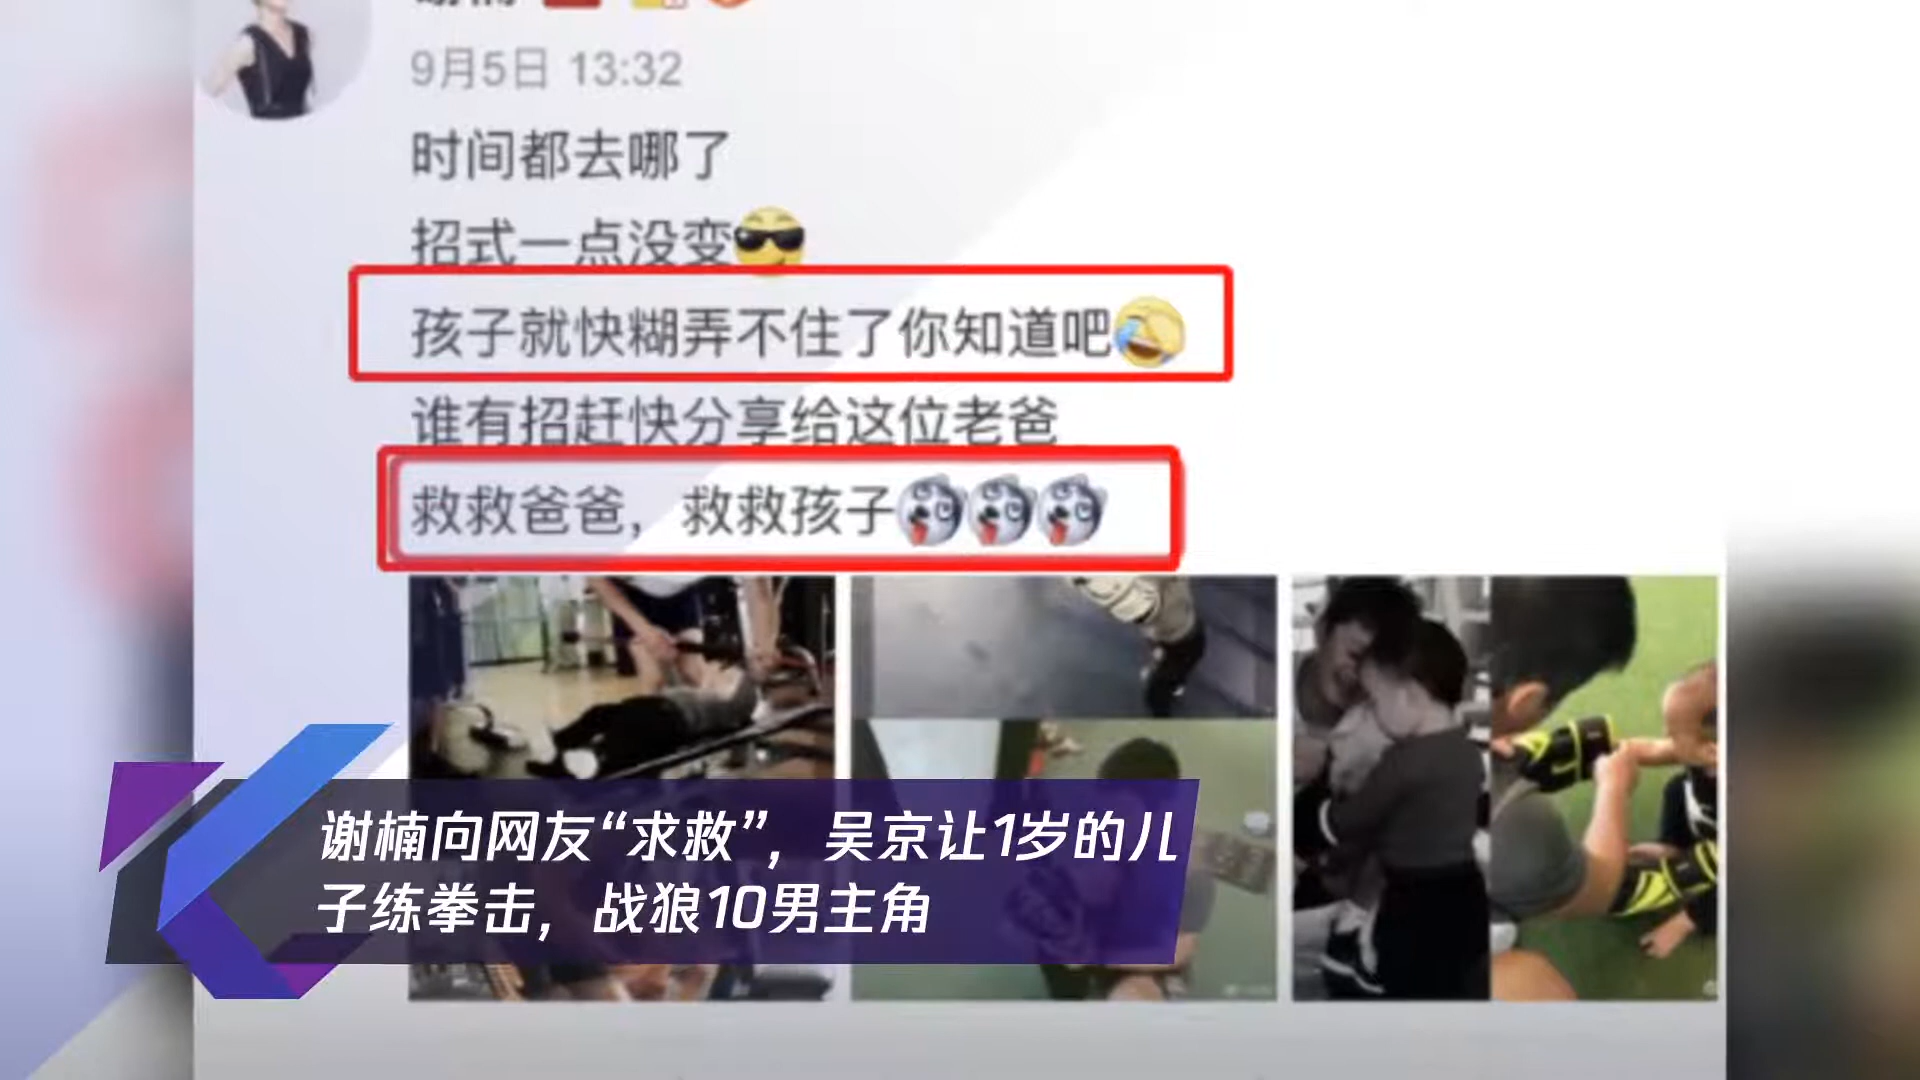 9月5日 13:32
时间都去哪了
招式一点没变
孩子就快糊弄不住了你知道吧
谁有招赶快分享给这位老爸
救救爸爸，救救孩子
谢楠向网友“求救”，吴京让1岁的儿
子练拳击，战狼10男主角